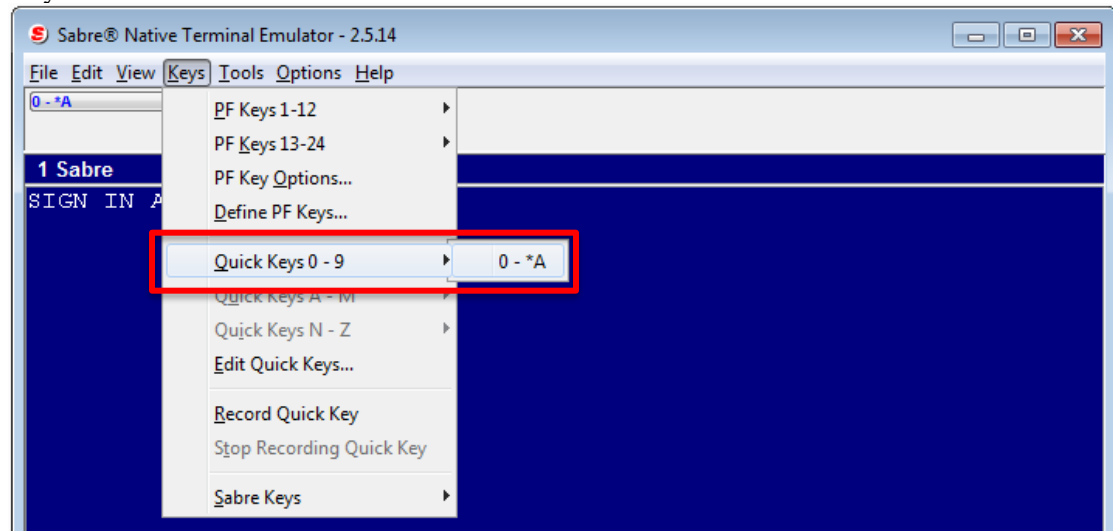 Sabre® Native Terminal Emulator - 2.5.14
File Edit View Keys Tools Options Help
0 - *A
PF Keys 1-12
PF Keys 13-24
1 Sabre
PF Key Options...
SIGN IN A
Define PF Keys...
Quick Keys 0 - 9
0 - *A
Quick Keys A - M
Quick Keys N - Z
Edit Quick Keys...
Record Quick Key
Stop Recording Quick Key
Sabre Keys